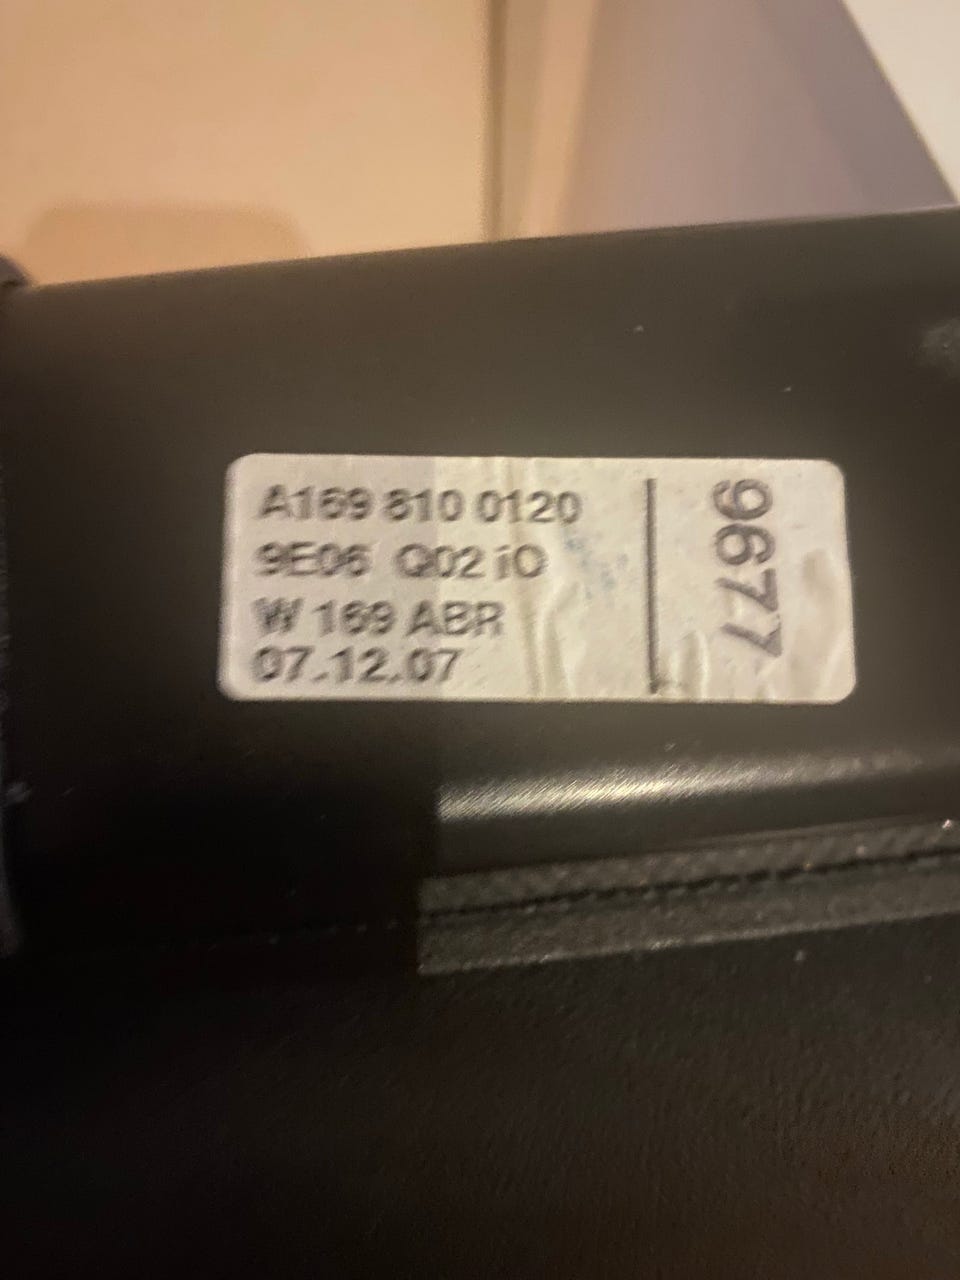 A169 810 0120
9E06 Q02 iO
W 169 ABR
07.12.07
9677